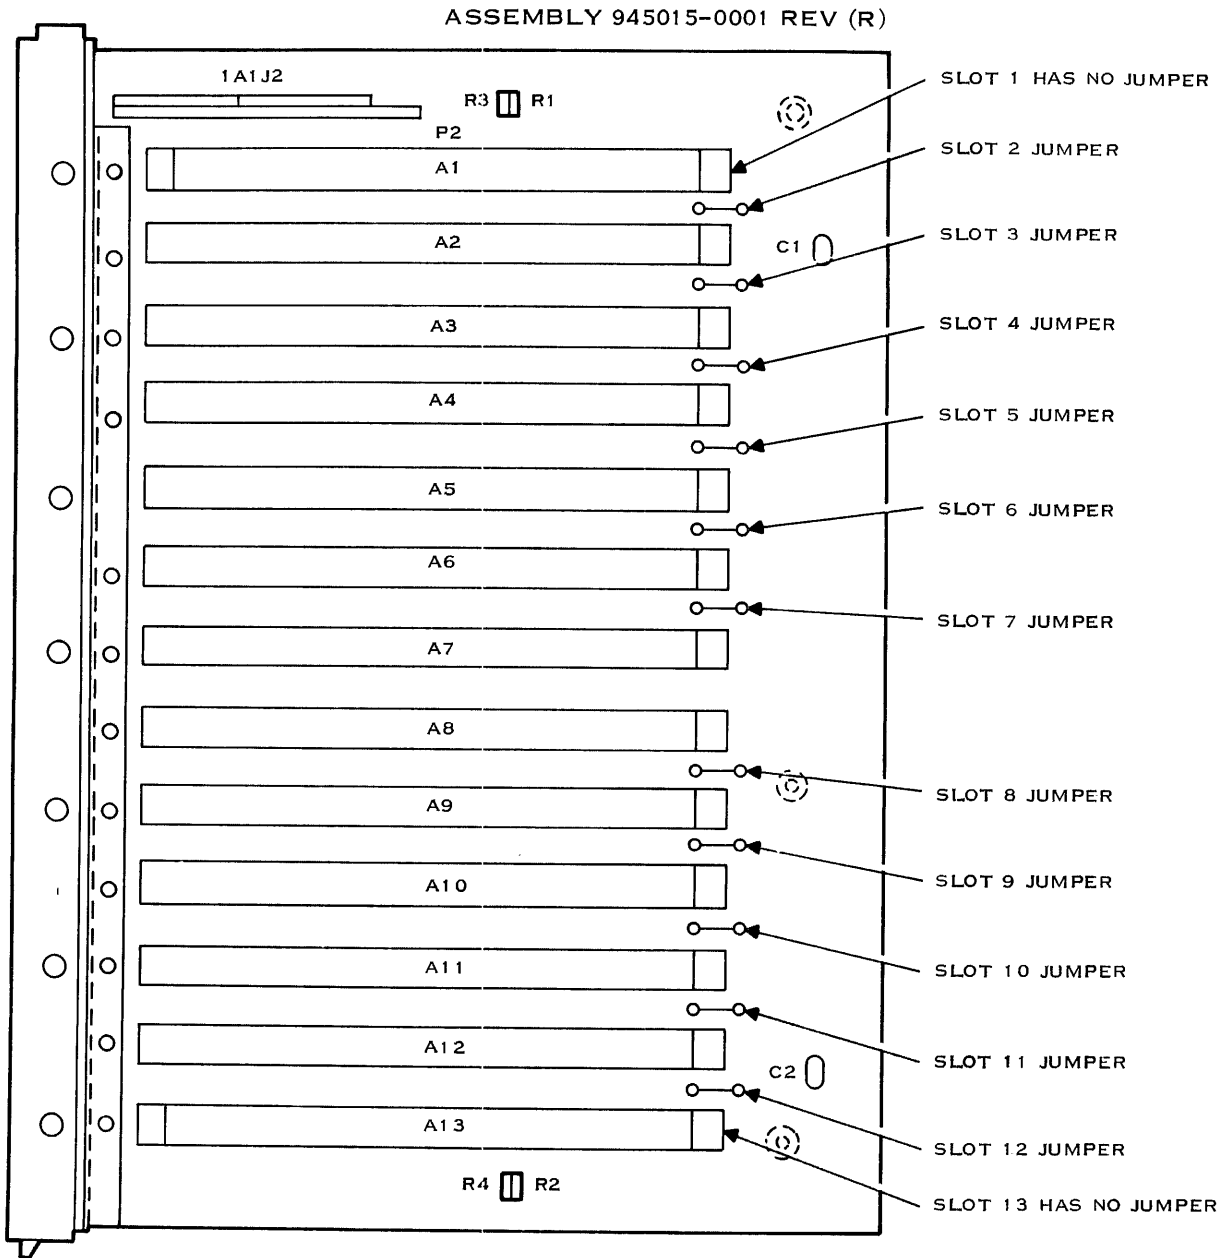 ASSEMBLY 945015-0001 REV (R)
1A1J2
R3 R1
SLOT 1 HAS NO JUMPER
P2
A1
SLOT 2 JUMPER
A2
C1
SLOT 3 JUMPER
A3
SLOT 4 JUMPER
A4
SLOT 5 JUMPER
A5
SLOT 6 JUMPER
A6
SLOT 7 JUMPER
A7
A8
SLOT 8 JUMPER
A9
SLOT 9 JUMPER
A10
SLOT 10 JUMPER
A11
SLOT 11 JUMPER
A12
C2
A13
SLOT 12 JUMPER
R4 R2
SLOT 13 HAS NO JUMPER